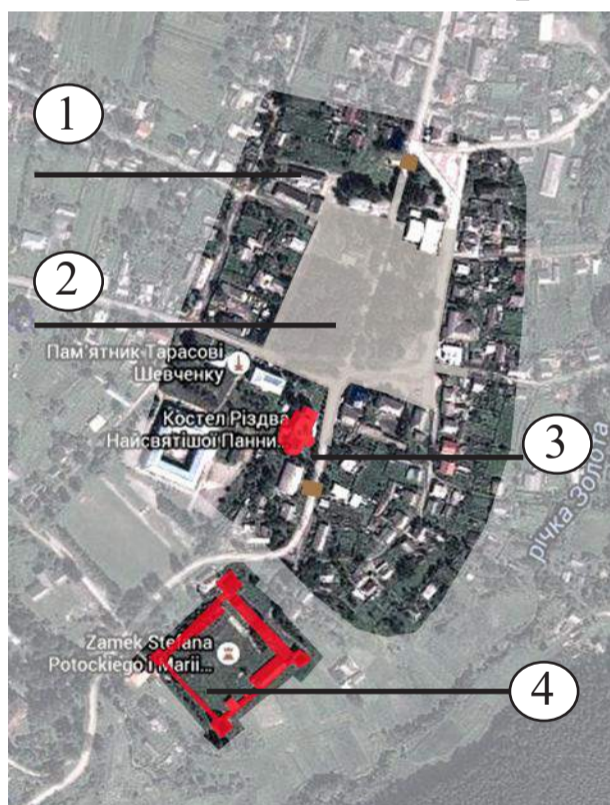 1
2
Пам'ятник Тарасові
Шевченку
Костел Різдва
Найсвятішої Панни...
3
річка Золота
Zamek Stefana
Potockiego i Marii...
4